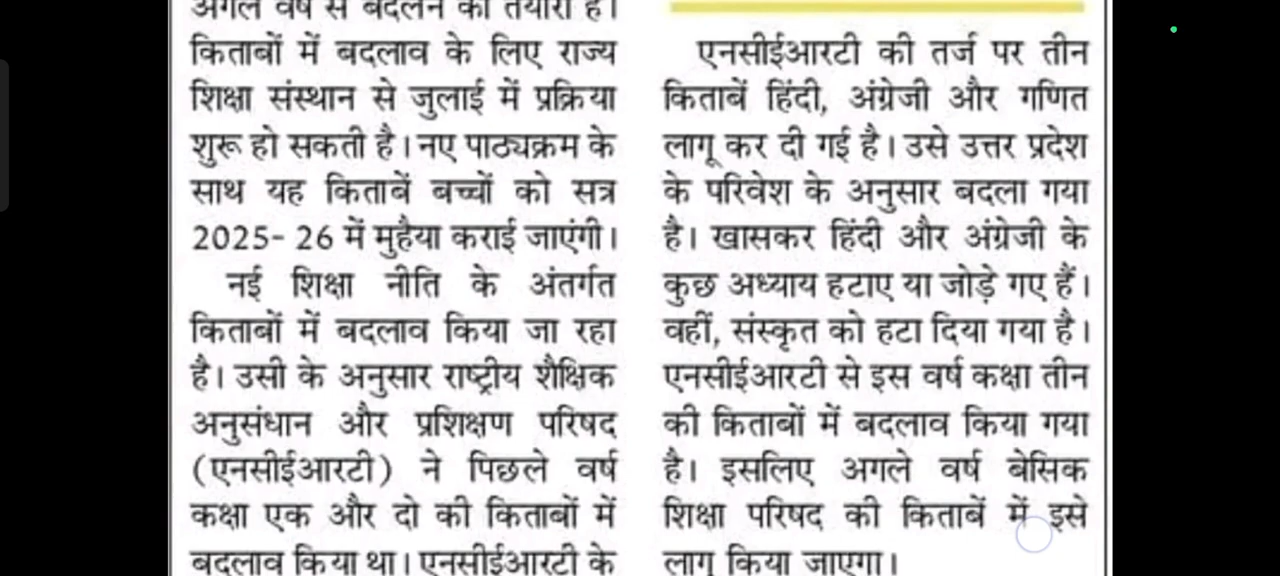 अगले वर्ष से बदलने की तैयारी है।
किताबों में बदलाव के लिए राज्य
शिक्षा संस्थान से जुलाई में प्रक्रिया
शुरू हो सकती है। नए पाठ्यक्रम के
साथ यह किताबें बच्चों को सत्र
2025- 26 में मुहैया कराई जाएंगी।
नई शिक्षा नीति के अंतर्गत
किताबों में बदलाव किया जा रहा
है। उसी के अनुसार राष्ट्रीय शैक्षिक
अनुसंधान और प्रशिक्षण परिषद
(एनसीईआरटी) ने पिछले वर्ष
कक्षा एक और दो की किताबों में
बदलाव किया था। एनसीईआरटी के
एनसीईआरटी की तर्ज पर तीन
किताबें हिंदी, अंग्रेजी और गणित
लागू कर दी गई है। उसे उत्तर प्रदेश
के परिवेश के अनुसार बदला गया
है। खासकर हिंदी और अंग्रेजी के
कुछ अध्याय हटाए या जोड़े गए हैं।
वहीं, संस्कृत को हटा दिया गया है।
एनसीईआरटी से इस वर्ष कक्षा तीन
की किताबों में बदलाव किया गया
है। इसलिए अगले वर्ष बेसिक
शिक्षा परिषद की किताबें में इसे
लागू किया जाएगा।